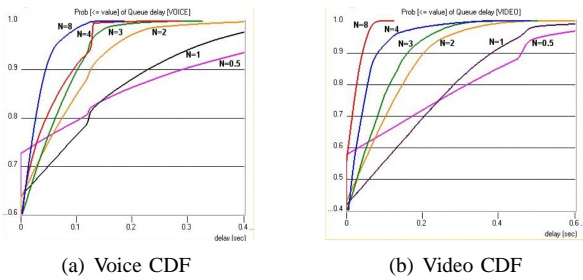 Prob [<= value] of Queue delay [VOICE]
1.0
N=8
N=4
N=3
N=2
N=1
N=0.5
0.9
0.8
0.7
0.6
0
0.1
0.2
0.3
0.4
delay (sec)
(a) Voice CDF
Prob [<= value] of Queue delay [VIDEO]
1.0
N=8
N=4
N=3
N=2
N=1
N=0.5
0.9
0.8
0.7
0.6
0.5
0.4
0
0.2
0.4
0.6
delay (sec)
(b) Video CDF